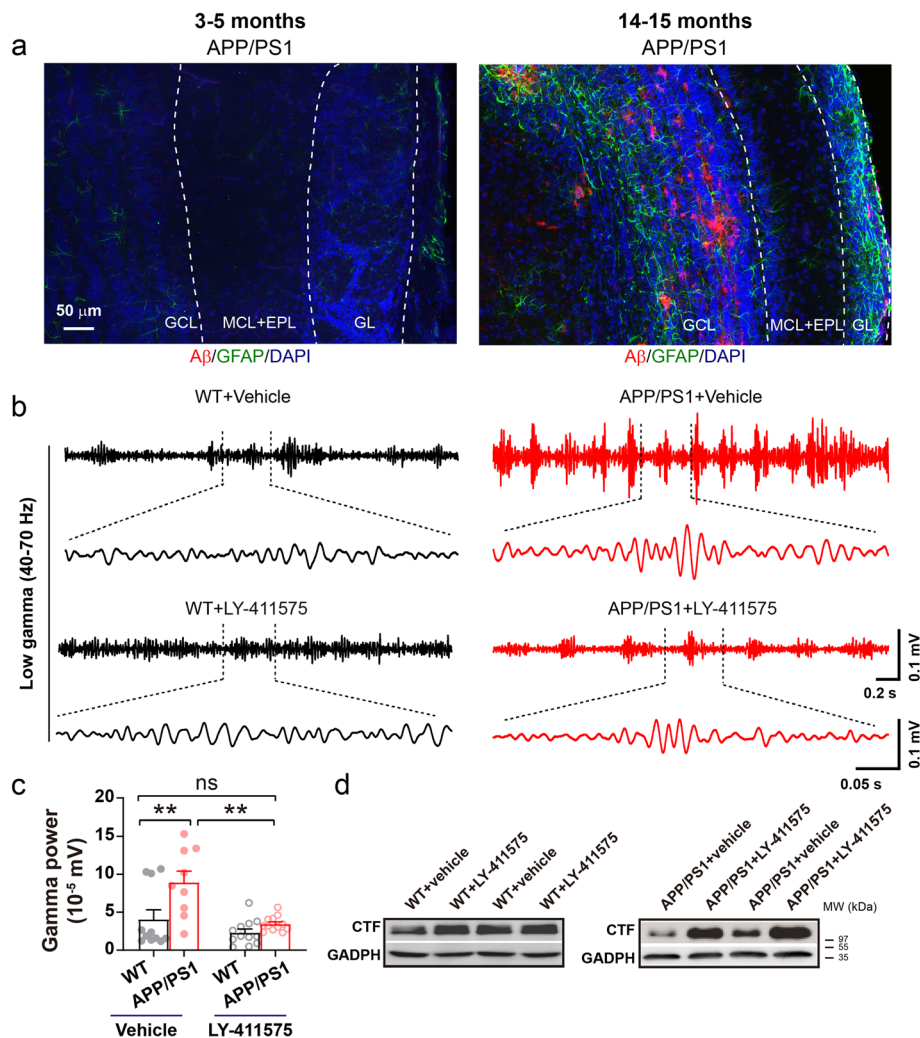 3-5 months
14-15 months
a
APP/PS1
APP/PS1
50 μm
GCL
MCL+EPL
GL
GCL
MCL+EPL
GL
Aβ/GFAP/DAPI
Aβ/GFAP/DAPI
b
WT+Vehicle
APP/PS1+Vehicle
Low gamma (40-70 Hz)
WT+LY-411575
APP/PS1+LY-411575
0.1 mV
0.2 s
0.1 mV
0.05 s
c
ns
**
**
Gamma power
(10-5 mV)
20
15
10
5
0
WT
APP/PS1
WT
APP/PS1
Vehicle
LY-411575
d
WT+vehicle
WT+LY-411575
WT+vehicle
WT+LY-411575
APP/PS1+vehicle
APP/PS1+LY-411575
APP/PS1+vehicle
APP/PS1+LY-411575
MW (kDa)
CTF
GADPH
CTF
GADPH
97
55
35